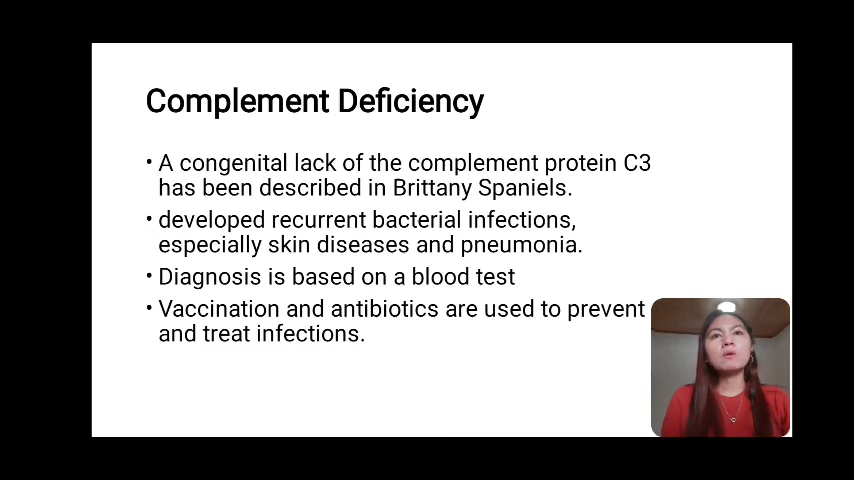 Complement Deficiency
• A congenital lack of the complement protein C3
has been described in Brittany Spaniels.
• developed recurrent bacterial infections,
especially skin diseases and pneumonia.
• Diagnosis is based on a blood test
• Vaccination and antibiotics are used to prevent
and treat infections.